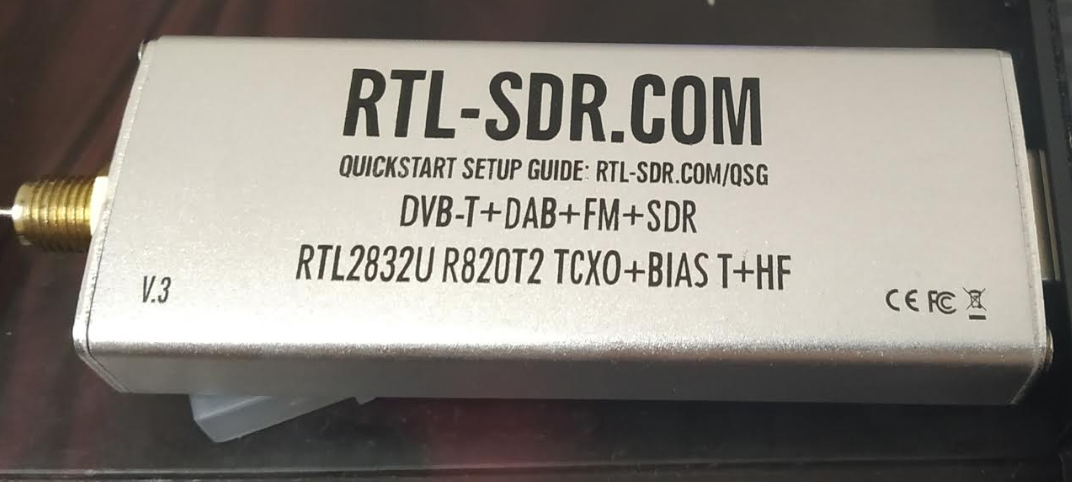 RTL-SDR.COM
QUICKSTART SETUP GUIDE: RTL-SDR.COM/QSG
DVB-T+DAB+FM+SDR
RTL2832U R820T2 TCXO+BIAS T+HF
V.3
CE FC